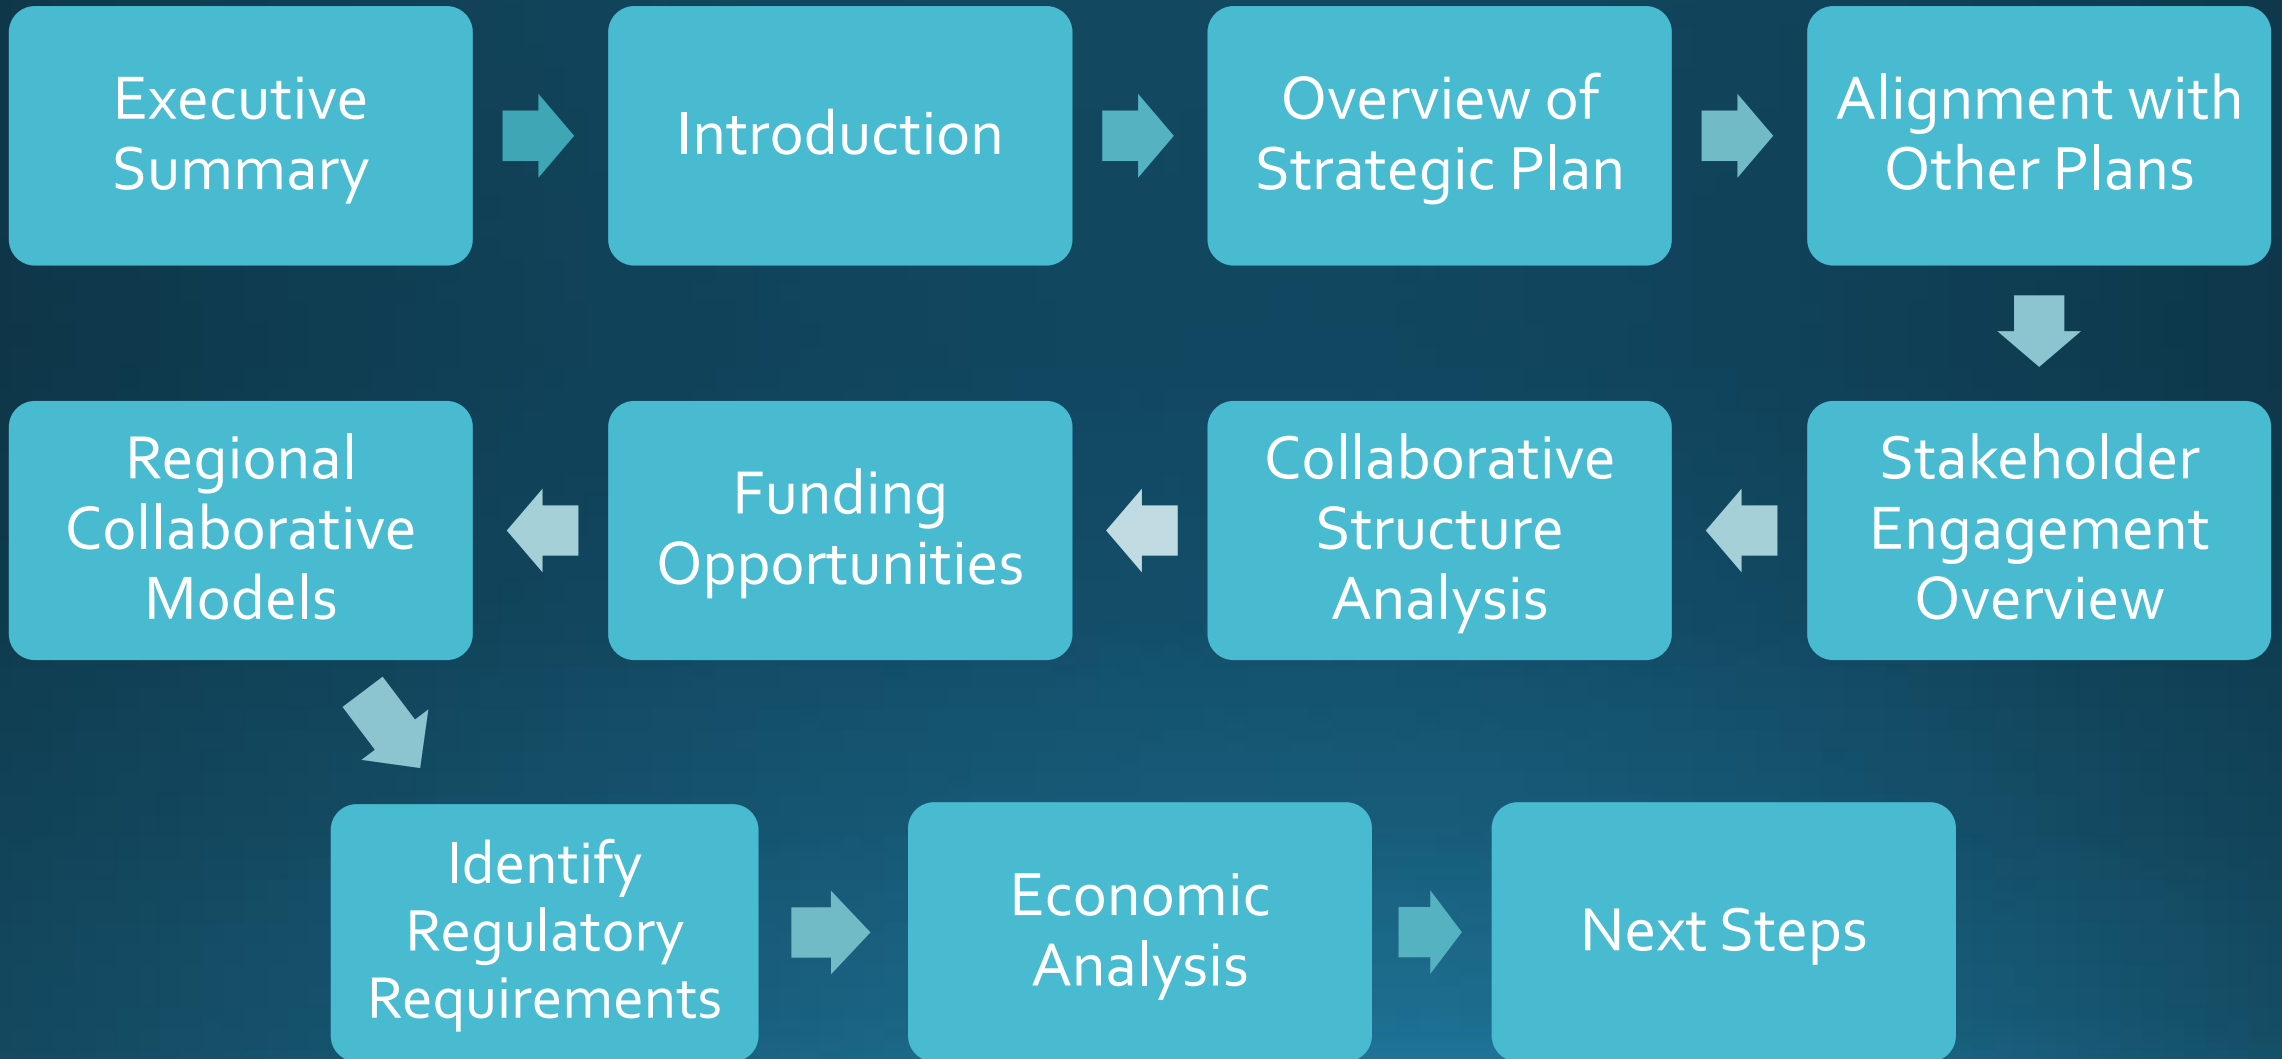 Executive
Summary
Introduction
Overview of
Strategic Plan
Alignment with
Other Plans
Stakeholder
Engagement
Overview
Collaborative
Structure
Analysis
Funding
Opportunities
Regional
Collaborative
Models
Identify
Regulatory
Requirements
Economic
Analysis
Next Steps